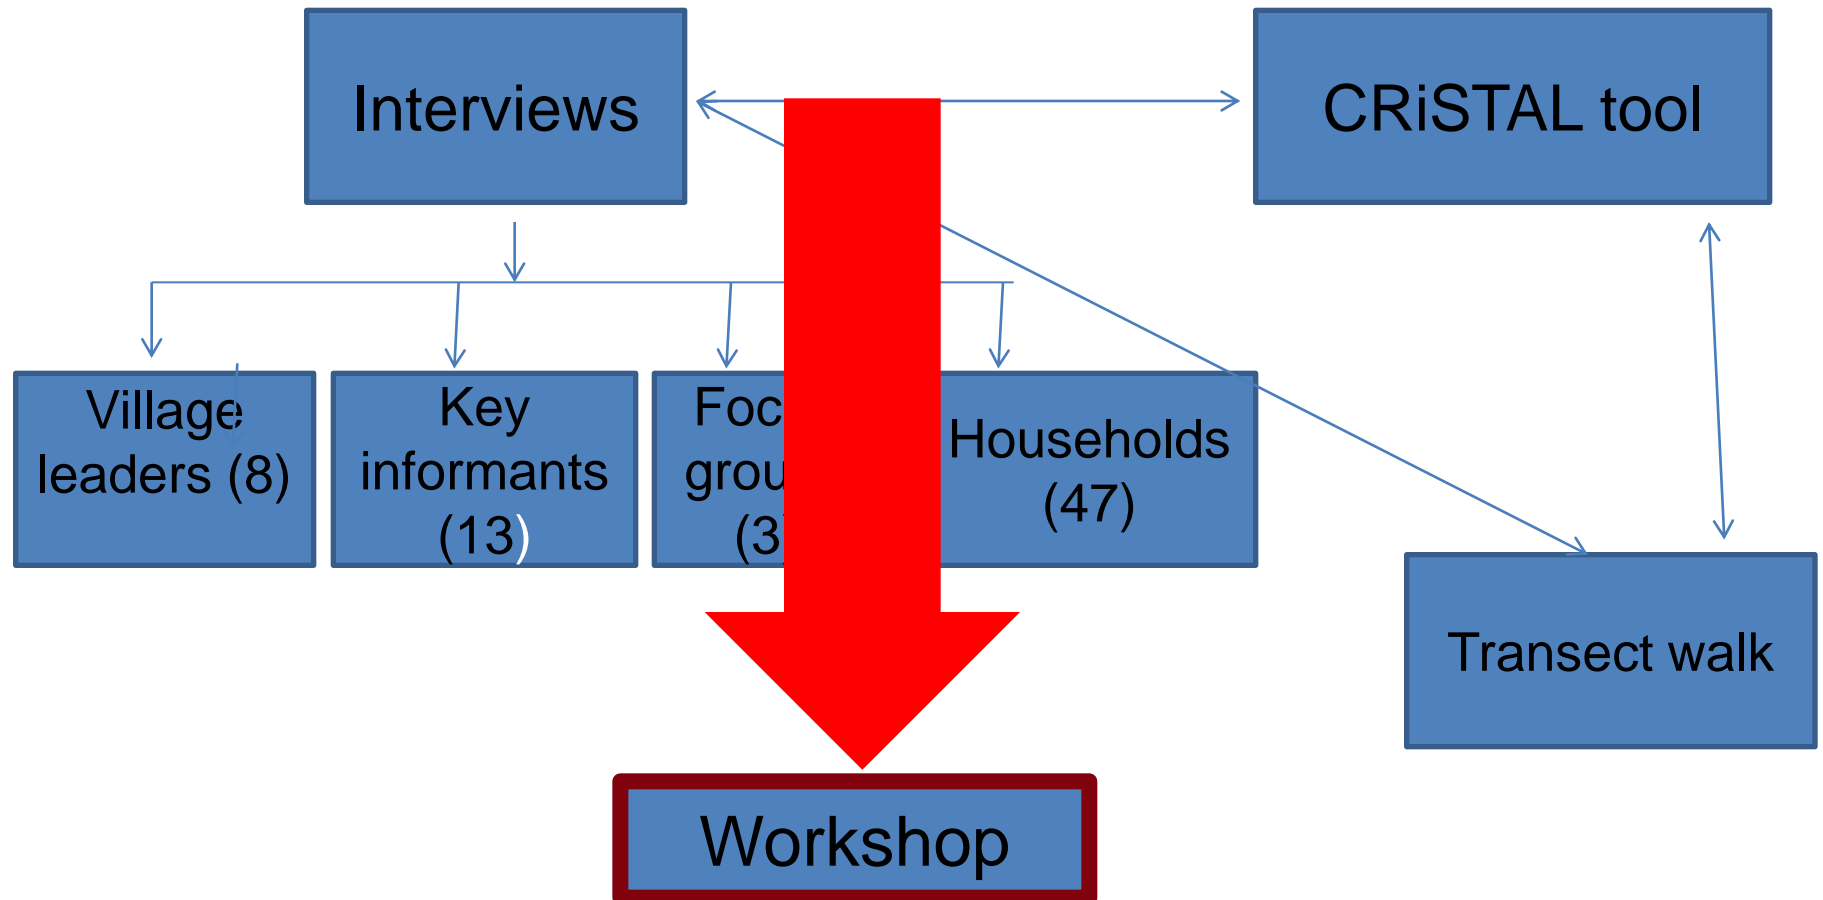 Interviews
CRiSTAL tool
Village
leaders (8)
Key
informants
(13)
Foc
grou
(3
Households
(47)
Transect walk
Workshop